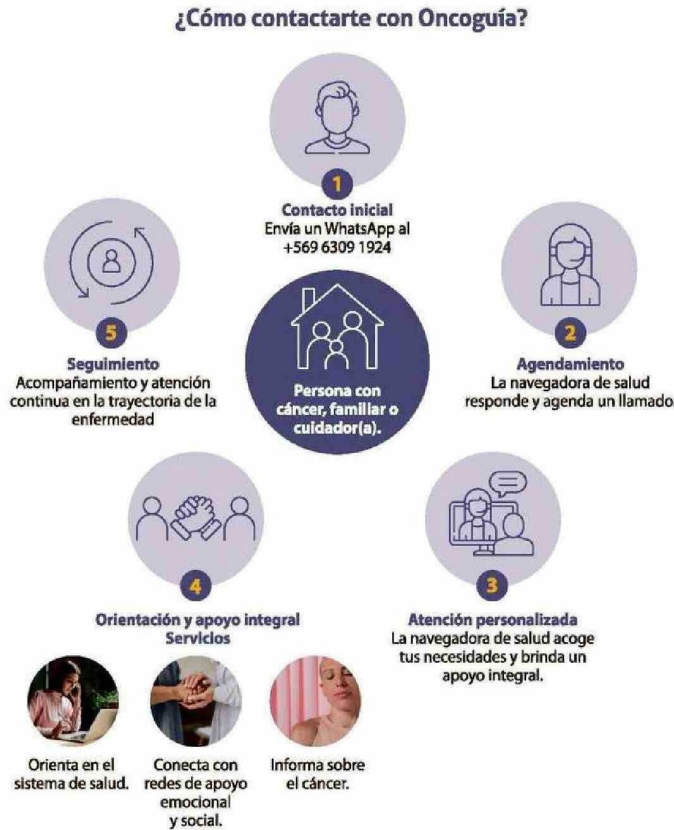 ¿Cómo contactarte con Oncoguía?
1
Contacto inicial
Envía un WhatsApp al
+569 6309 1924
2
Agendamiento
La navegadora de salud
responde y agenda un llamado.
3
Atención personalizada
La navegadora de salud acoge
tus necesidades y brinda un
apoyo integral.
4
Orientación y apoyo integral
Servicios
Orienta en el
sistema de salud.
Conecta con
redes de apoyo
emocional
y social.
Informa sobre
el cáncer.
5
Seguimiento
Acompañamiento y atención
continua en la trayectoria de la
enfermedad
Persona con
cáncer, familiar o
cuidador(a).